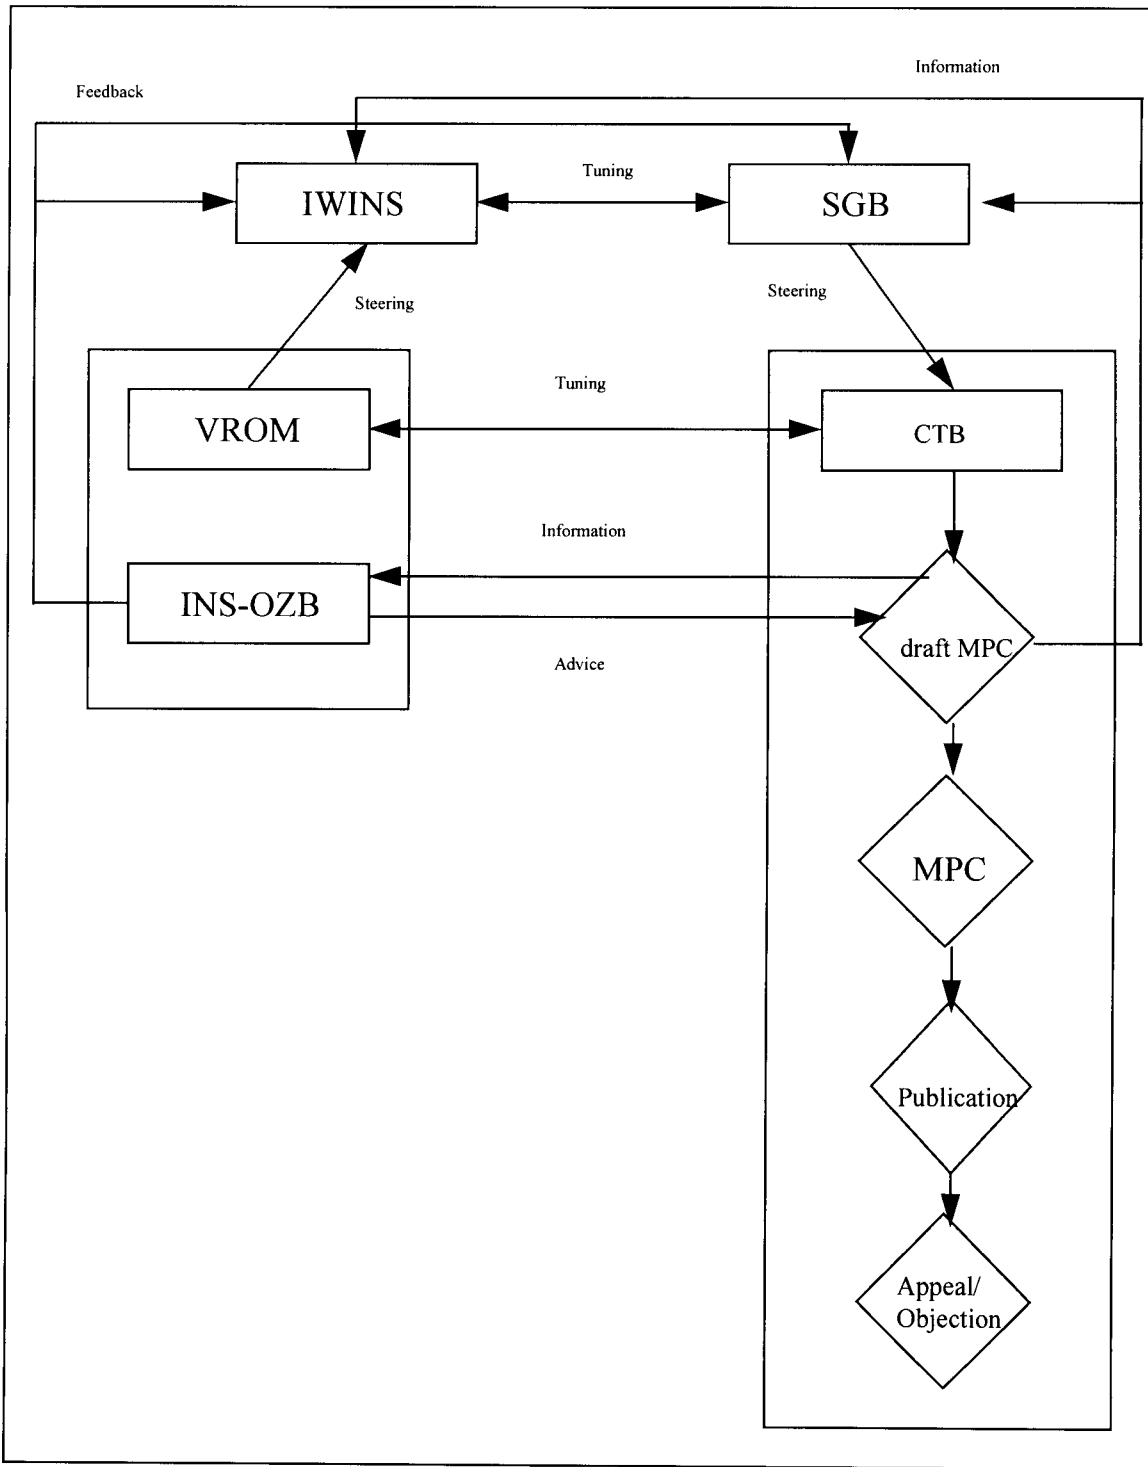 Information
Feedback
Tuning
IWINS
SGB
Steering
Steering
Tuning
VROM
CTB
Information
INS-OZB
draft MPC
Advice
MPC
Publication
Appeal/
Objection